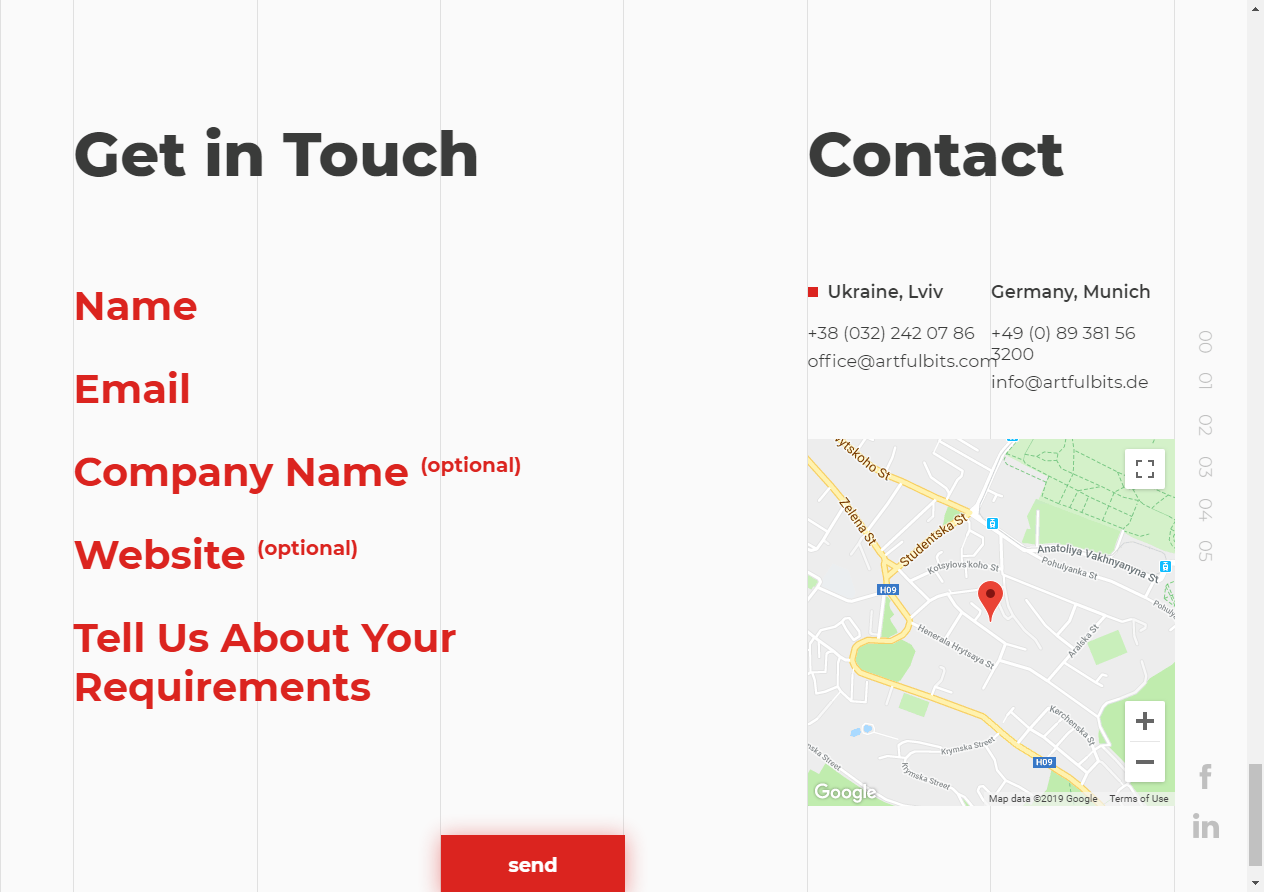 Get in Touch
Name
Email
Company Name (optional)
Website (optional)
Tell Us About Your
Requirements
send
Contact
Ukraine, Lviv
+38 (032) 242 07 86
office@artfulbits.com
Germany, Munich
+49 (0) 89 381 56
3200
info@artfulbits.de
Zelena St
Studentska St
Kotsylovs'koho St
Anatoliya Vakhnyanyna St
Pohulyanka St
H09
Henerala Hrytsaya St
Aralska St
Kerchenska St
Krymska Street
Krymska Street
H09
Google
Map data ©2019 Google
Terms of Use
00
01
02
03
04
05
f
in